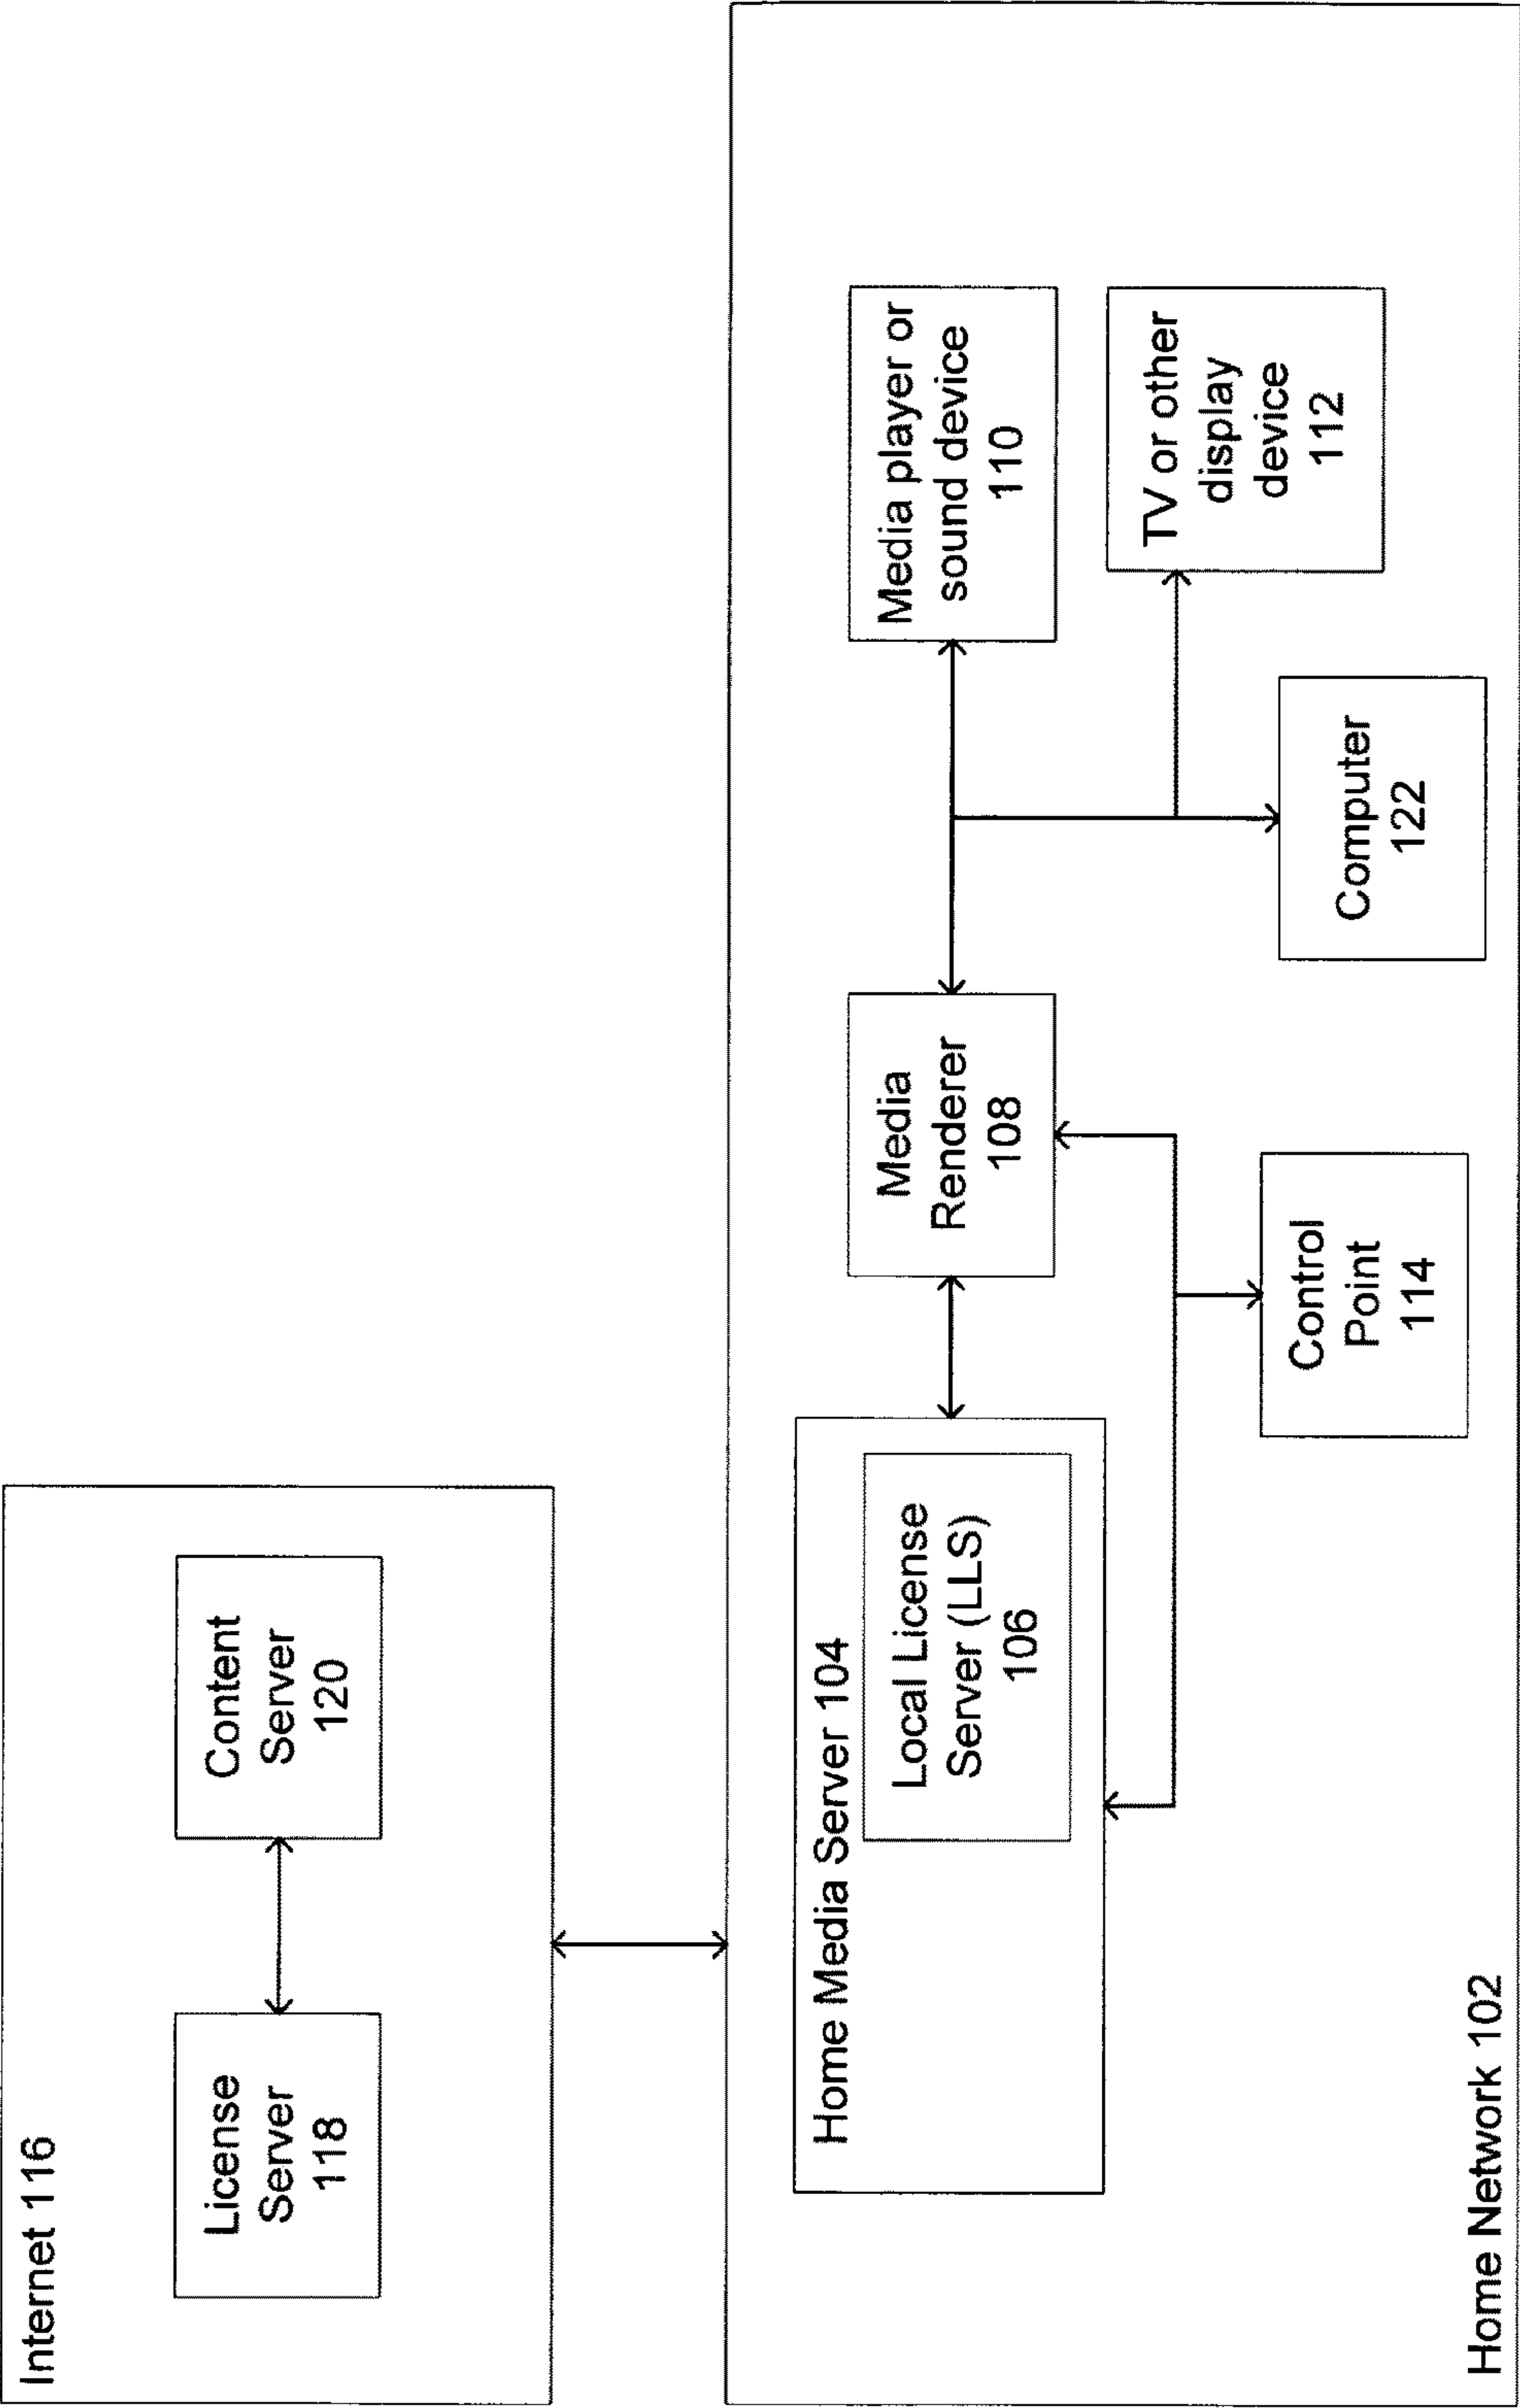 Internet 116
License
Server
118
Content
Server
120
Home Media Server 104
Local License
Server (LLS)
106
Media
Renderer
108
Media player or
sound device
110
TV or other
display
device
112
Control
Point
114
Computer
122
Home Network 102